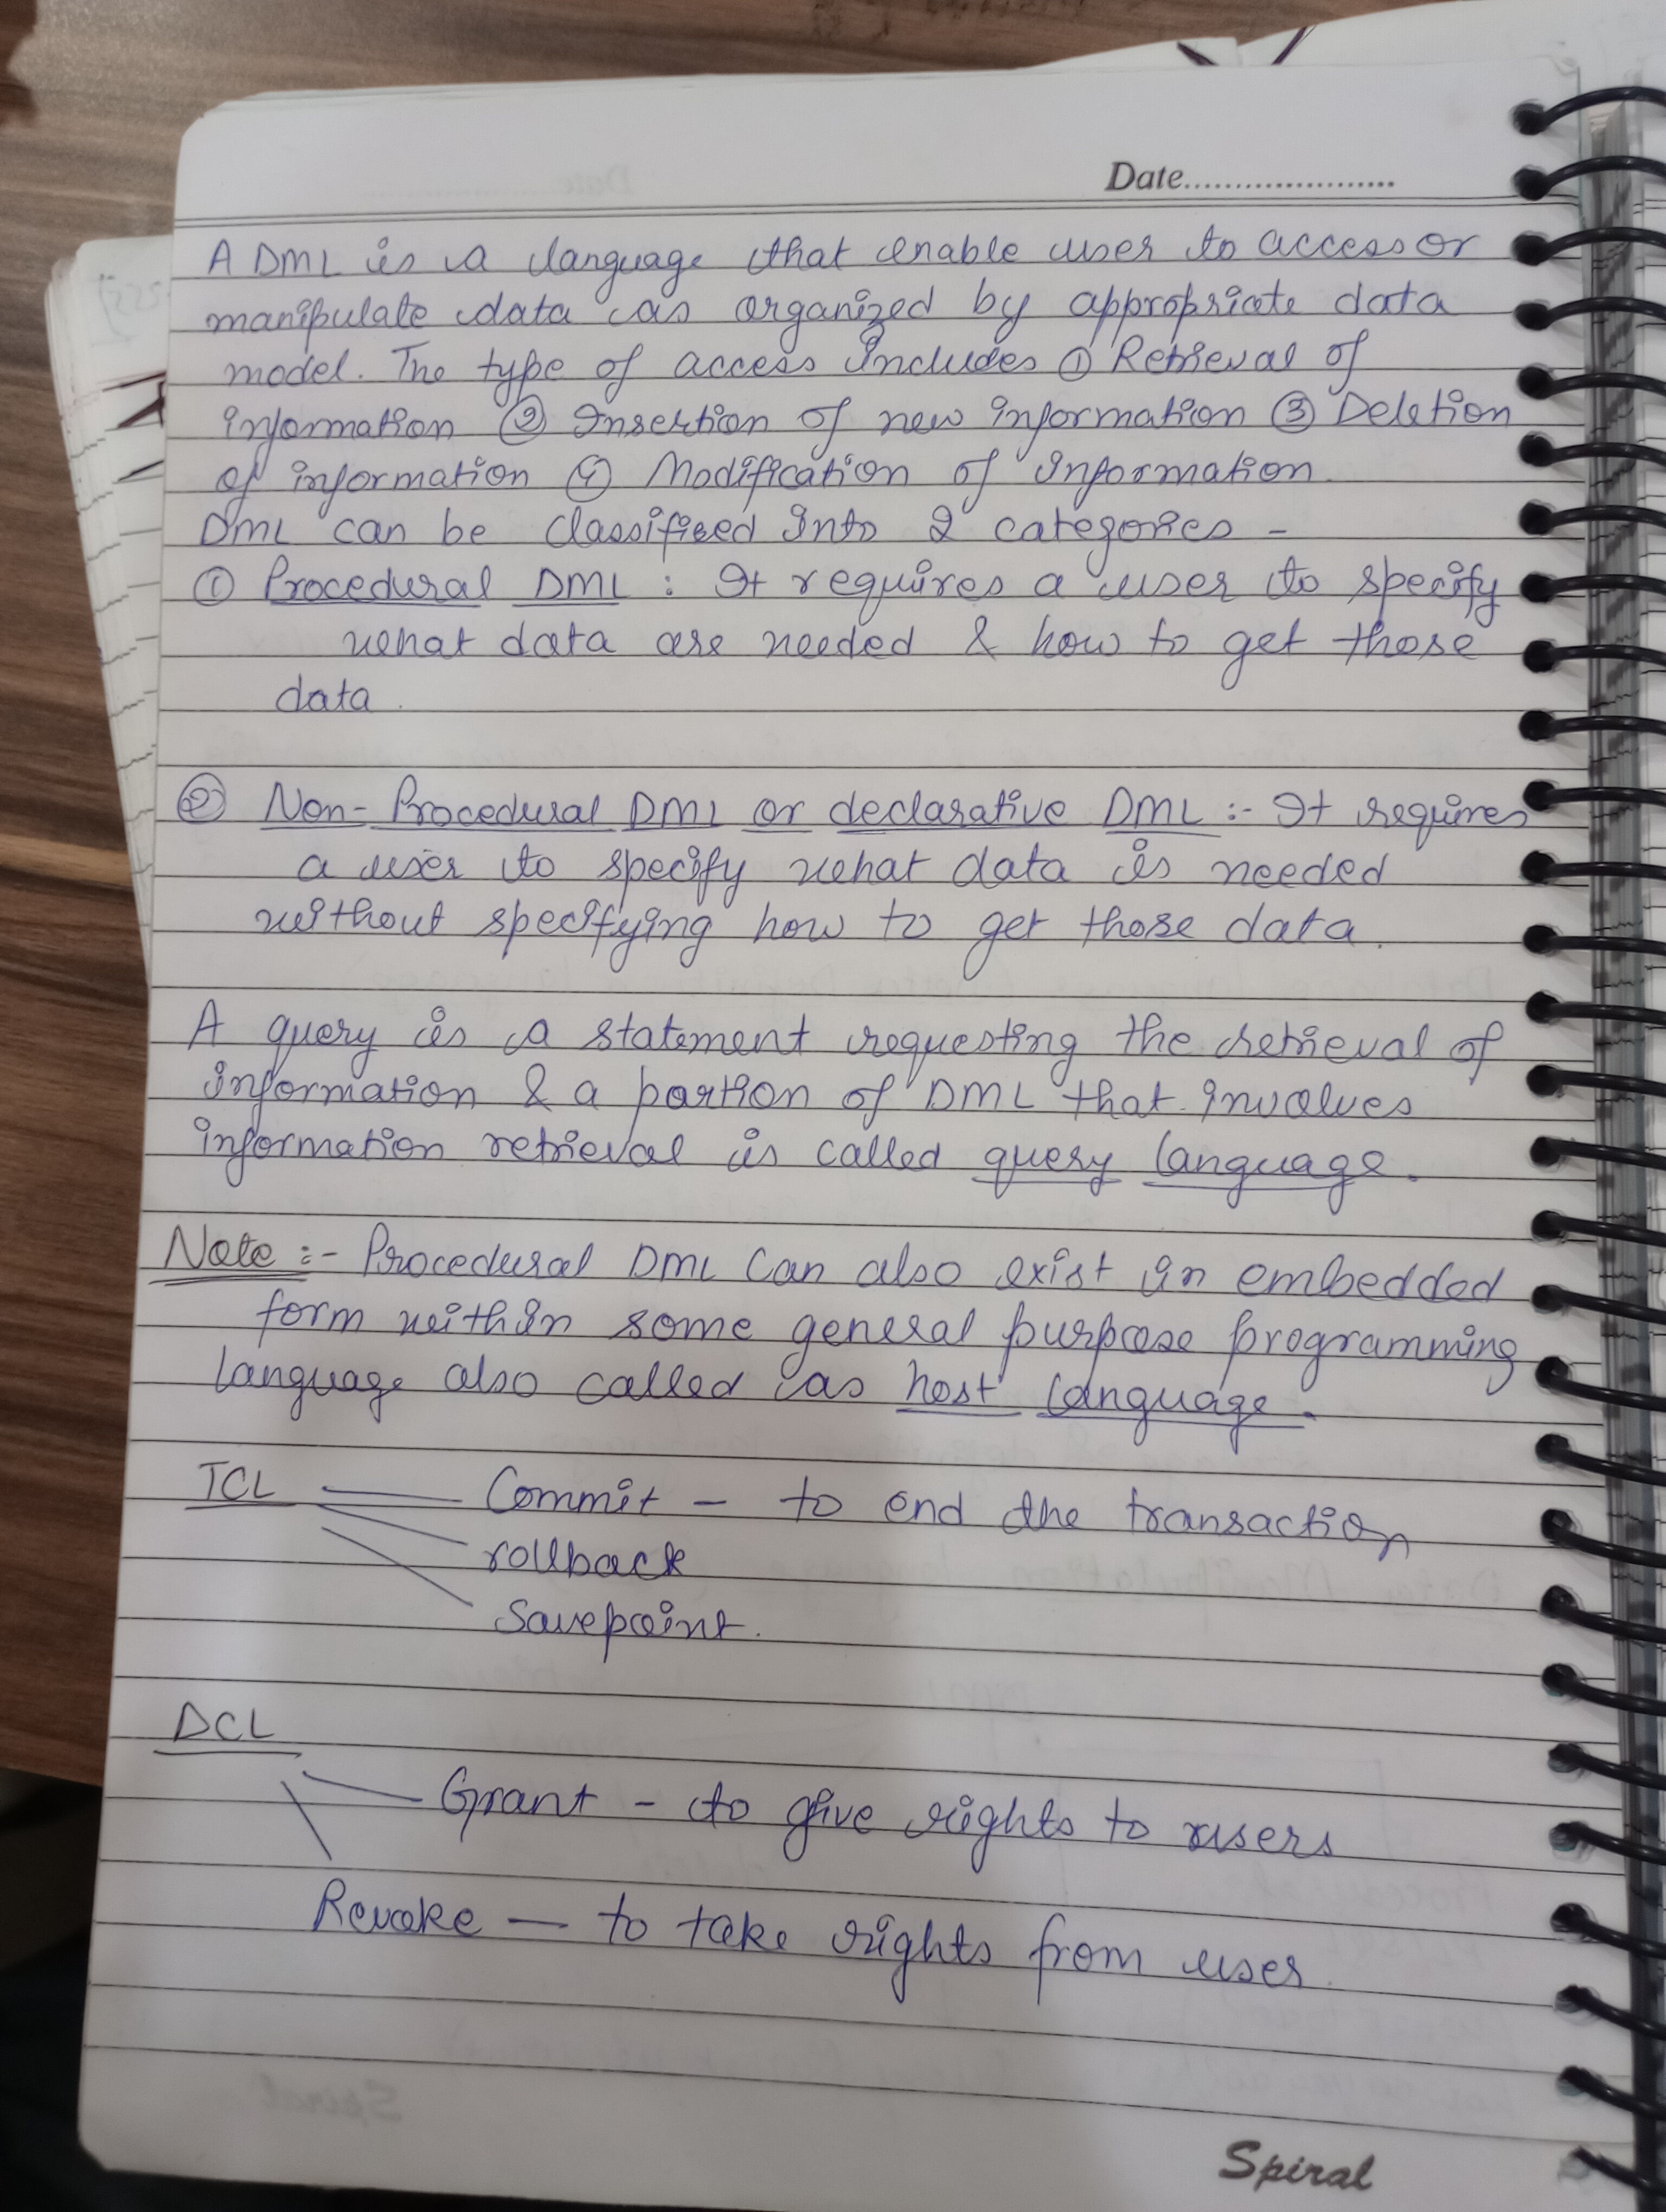 Date.....................
A DML is a language that enable user to access or
manipulate data as organized by appropriate data
model. The type of access includes ① Retrieval of
information ② Insertion of new information ③ Deletion
of information ④ Modification of information
DML can be classified into 2 categories -
① Procedural DML : It requires a user to specify
what data are needed & how to get those
data.
② Non-Procedural DML or declarative DML :- It requires
a user to specify what data is needed
without specifying how to get those data.
A query is a statement requesting the retrieval of
information & a portion of DML that involves
information retrieval is called query language.
Note :- Procedural DML can also exist in embedded
form within some general purpose programming
language also called as host language.
TCL Commit - to end the transaction
rollback
Savepoint.
DCL
Grant - to give rights to users
Revoke - to take rights from user.
Spiral